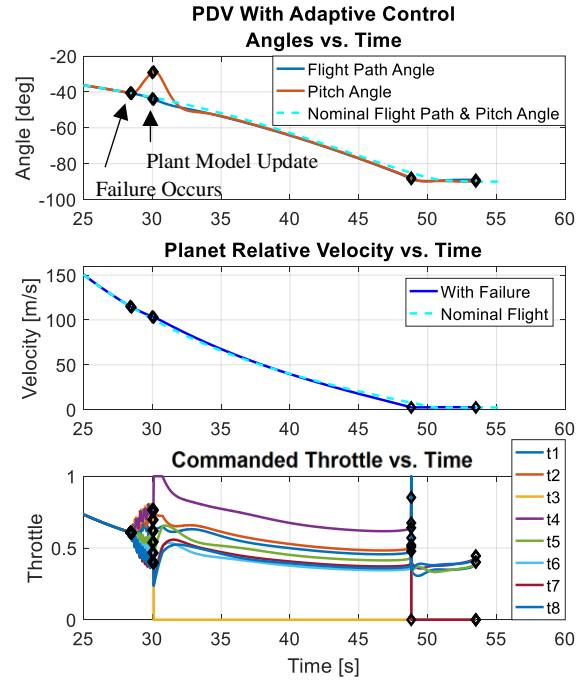 PDV With Adaptive Control
Angles vs. Time
-20
-40
-60
-80
-100
Angle [deg]
Flight Path Angle
Pitch Angle
Nominal Flight Path & Pitch Angle
Plant Model Update
Failure Occurs
25 30 35 40 45 50 55 60
Planet Relative Velocity vs. Time
150
100
50
0
Velocity [m/s]
With Failure
Nominal Flight
25 30 35 40 45 50 55 60
Commanded Throttle vs. Time
1
0.5
0
Throttle
t1
t2
t3
t4
t5
t6
t7
t8
25 30 35 40 45 50 55 60
Time [s]